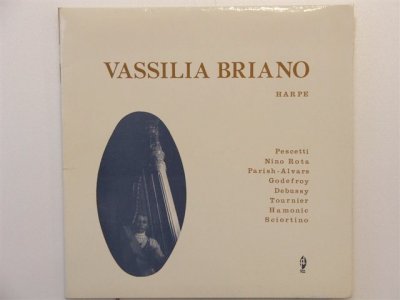 VASSILIA BRIANO
HARPE
Pescetti
Nino Rota
Parish-Alvars
Godefroy
Debussy
Tournier
Hamonic
Sciortino